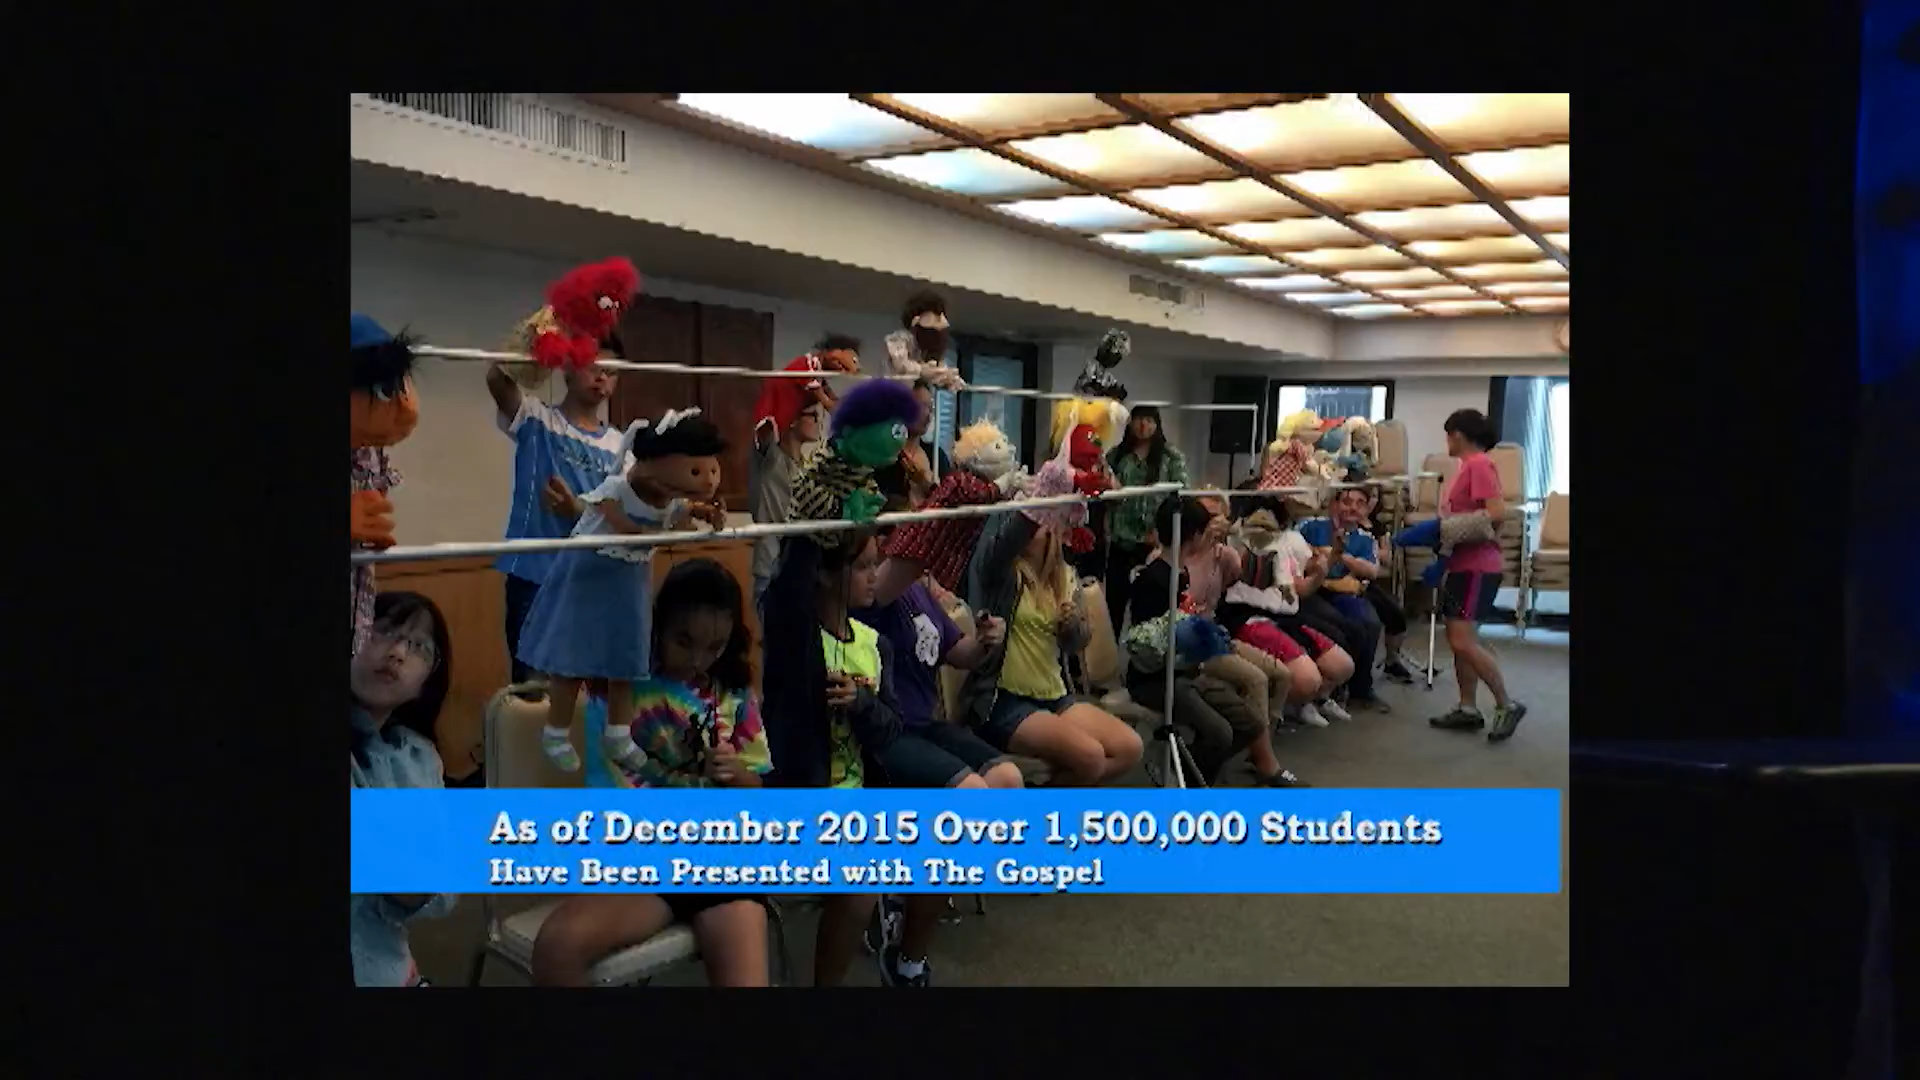 As of December 2015 Over 1,500,000 Students
Have Been Presented with The Gospel